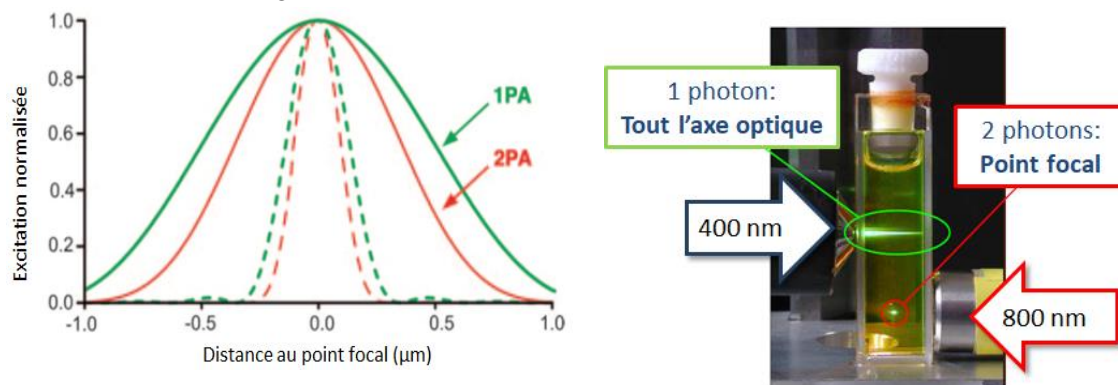 Excitation normalisée
1.0
0.8
0.6
0.4
0.2
0.0
-1.0
-0.5
0.0
0.5
1.0
Distance au point focal (µm)
1PA
2PA
1 photon:
Tout l’axe optique
2 photons:
Point focal
400 nm
800 nm